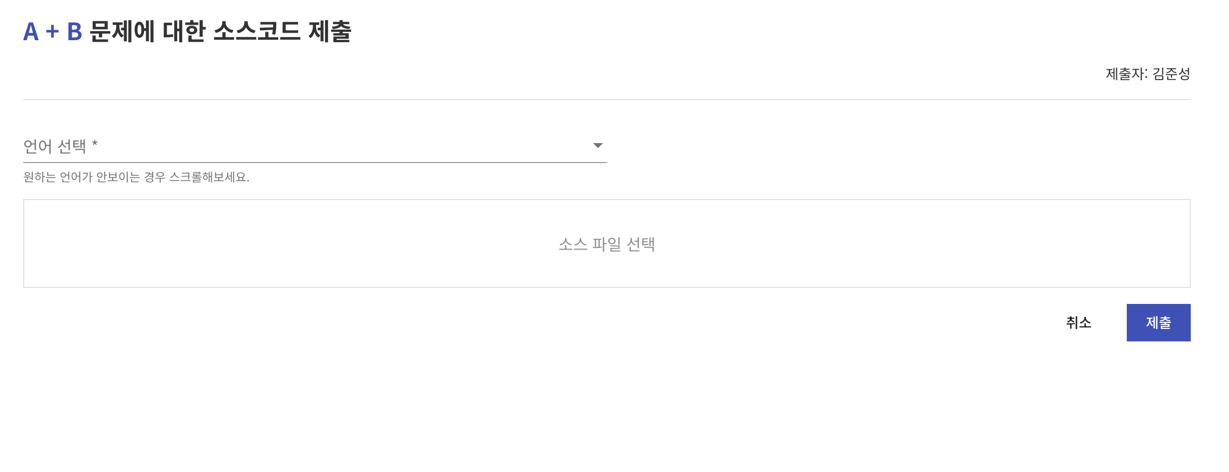 A + B 문제에 대한 소스코드 제출
제출자: 김준성
언어 선택 *
원하는 언어가 안보이는 경우 스크롤해보세요.
소스 파일 선택
취소 제출